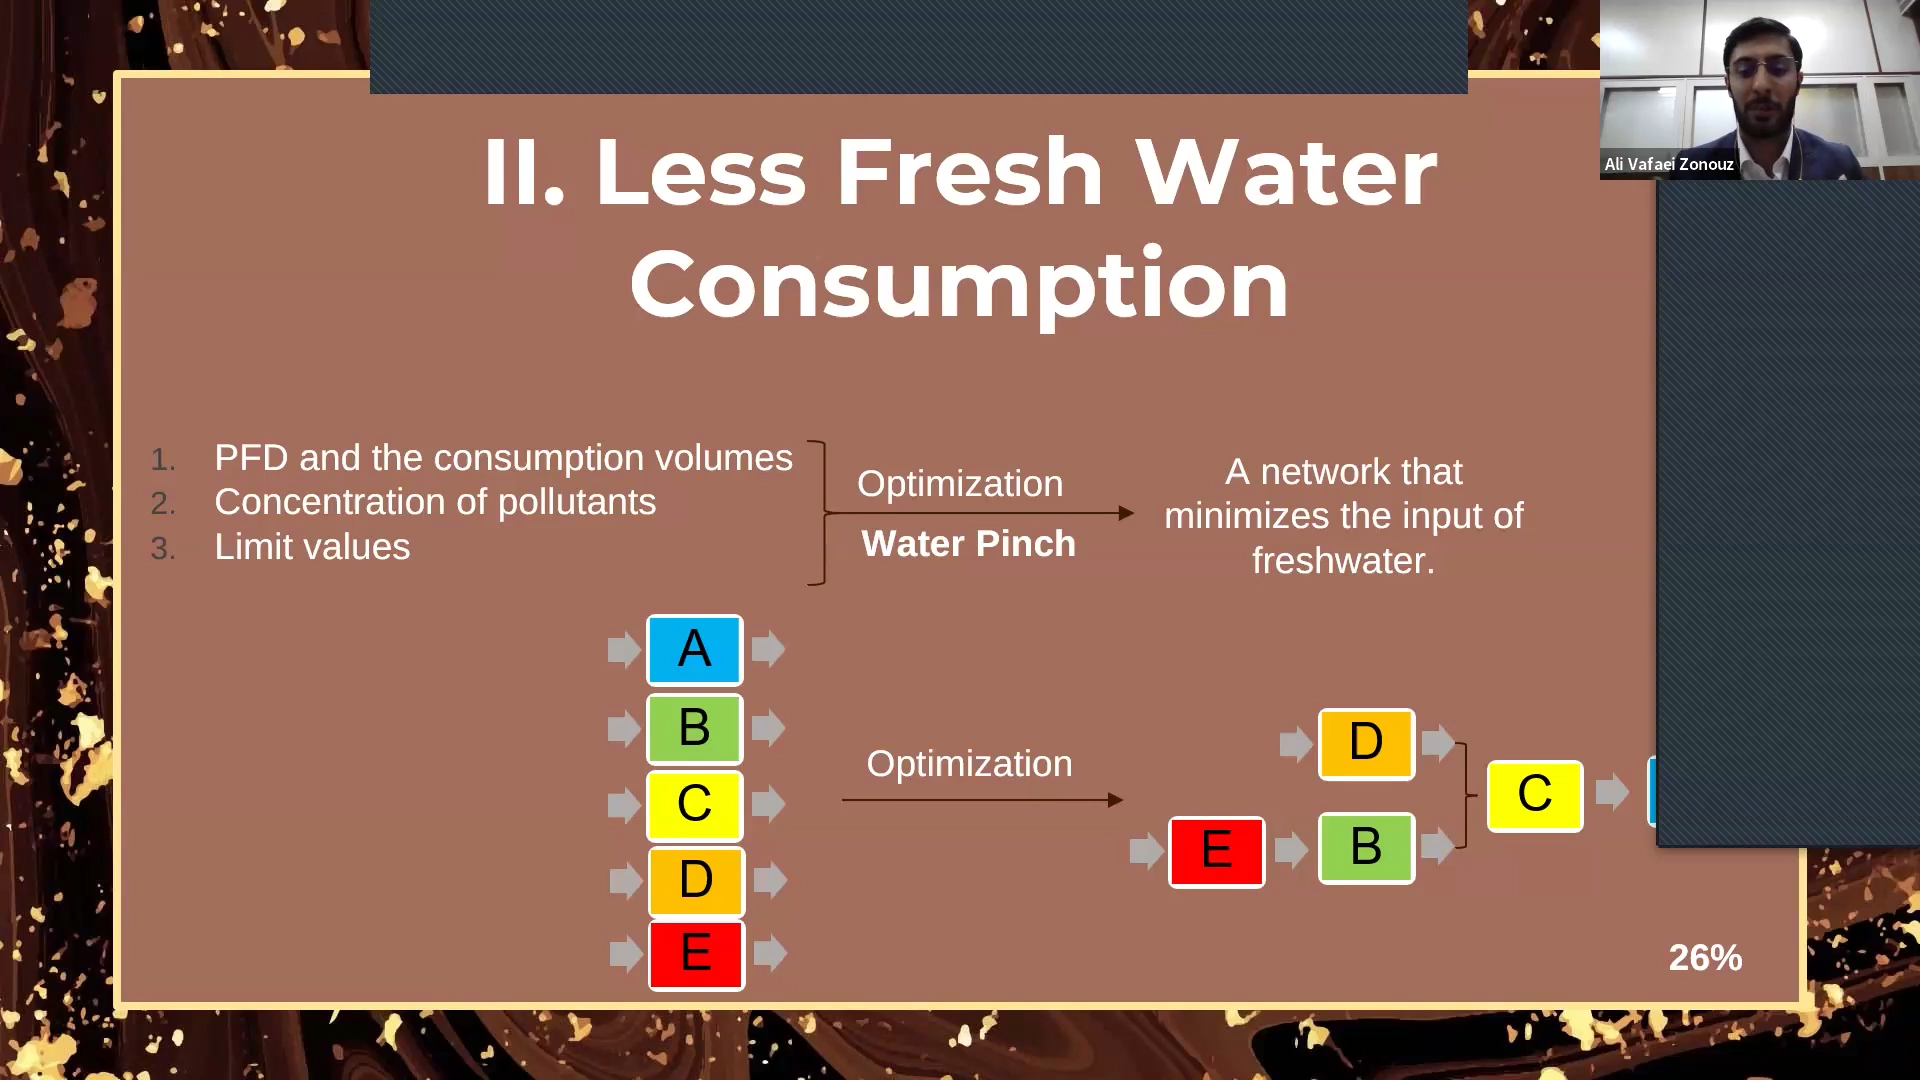 II. Less Fresh Water
Consumption
Ali Vafaei Zonouz
1. PFD and the consumption volumes
2. Concentration of pollutants
3. Limit values
Optimization
Water Pinch
A network that
minimizes the input of
freshwater.
A
B
C
D
E
Optimization
D
E
B
C
26%